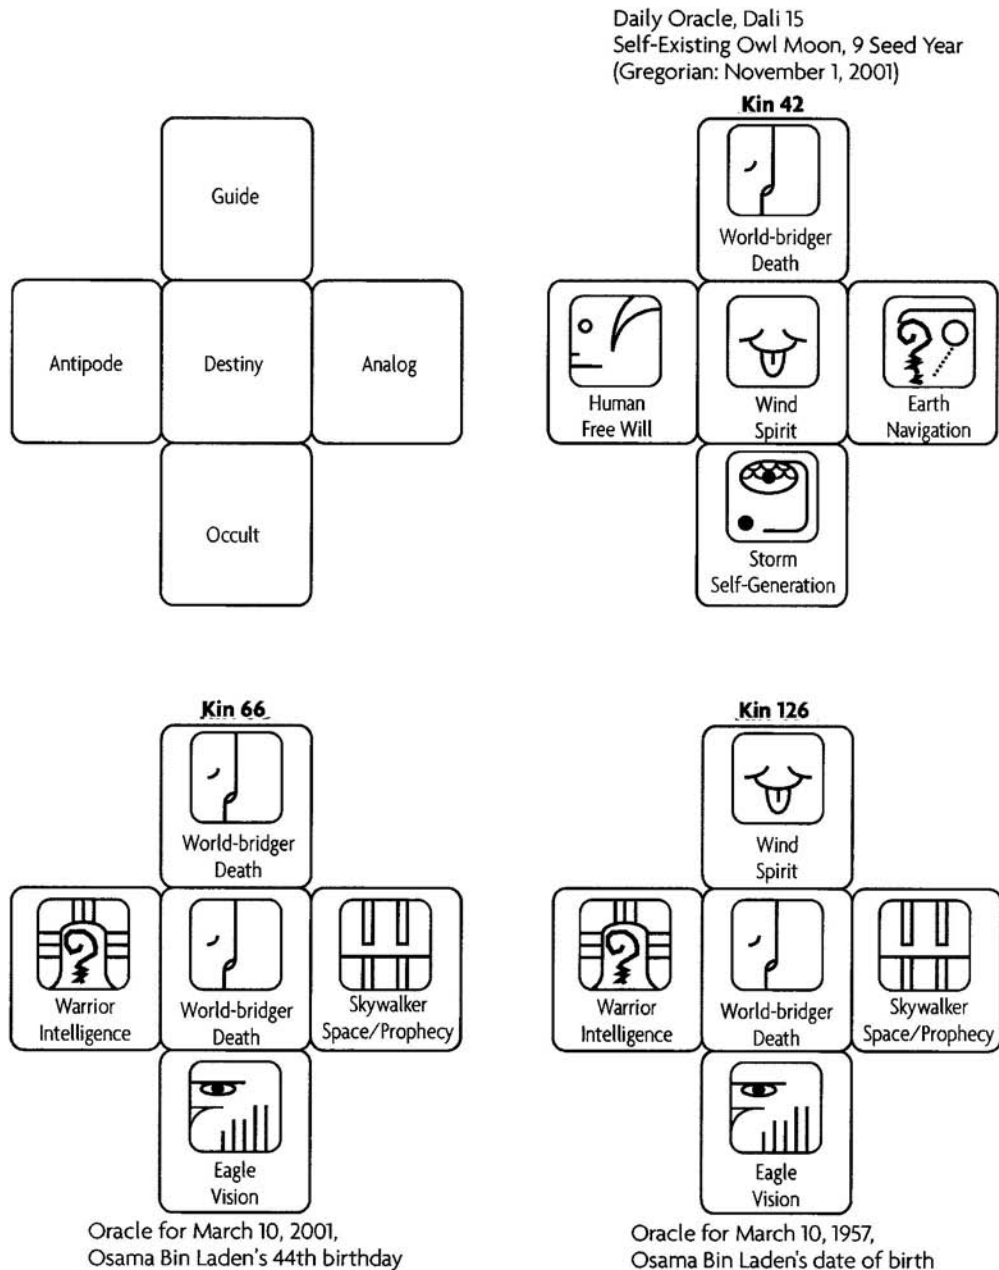 Daily Oracle, Dali 15
Self-Existing Owl Moon, 9 Seed Year
(Gregorian: November 1, 2001)
Guide
Antipode
Destiny
Analog
Occult
Kin 42
World-bridger
Death
Human
Free Will
Wind
Spirit
Earth
Navigation
Storm
Self-Generation
Kin 66
World-bridger
Death
Warrior
Intelligence
World-bridger
Death
Skywalker
Space/Prophecy
Eagle
Vision
Oracle for March 10, 2001,
Osama Bin Laden's 44th birthday
Kin 126
Wind
Spirit
Warrior
Intelligence
World-bridger
Death
Skywalker
Space/Prophecy
Eagle
Vision
Oracle for March 10, 1957,
Osama Bin Laden's date of birth